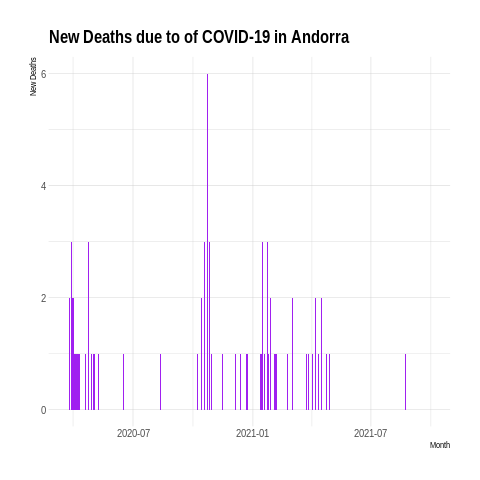 New Deaths due to of COVID-19 in Andorra
New Deaths
6
4
2
0
2020-07 2021-01 2021-07
Month